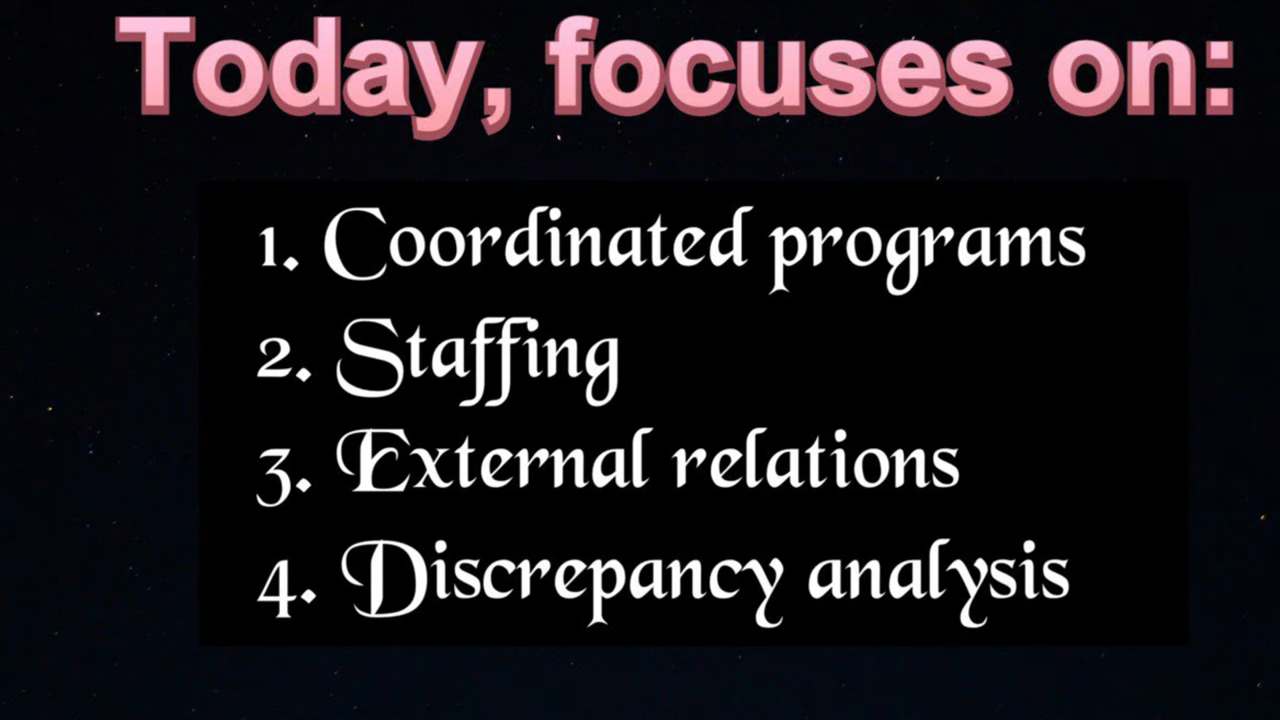 Today, focuses on:
1. Coordinated programs
2. Staffing
3. External relations
4. Discrepancy analysis